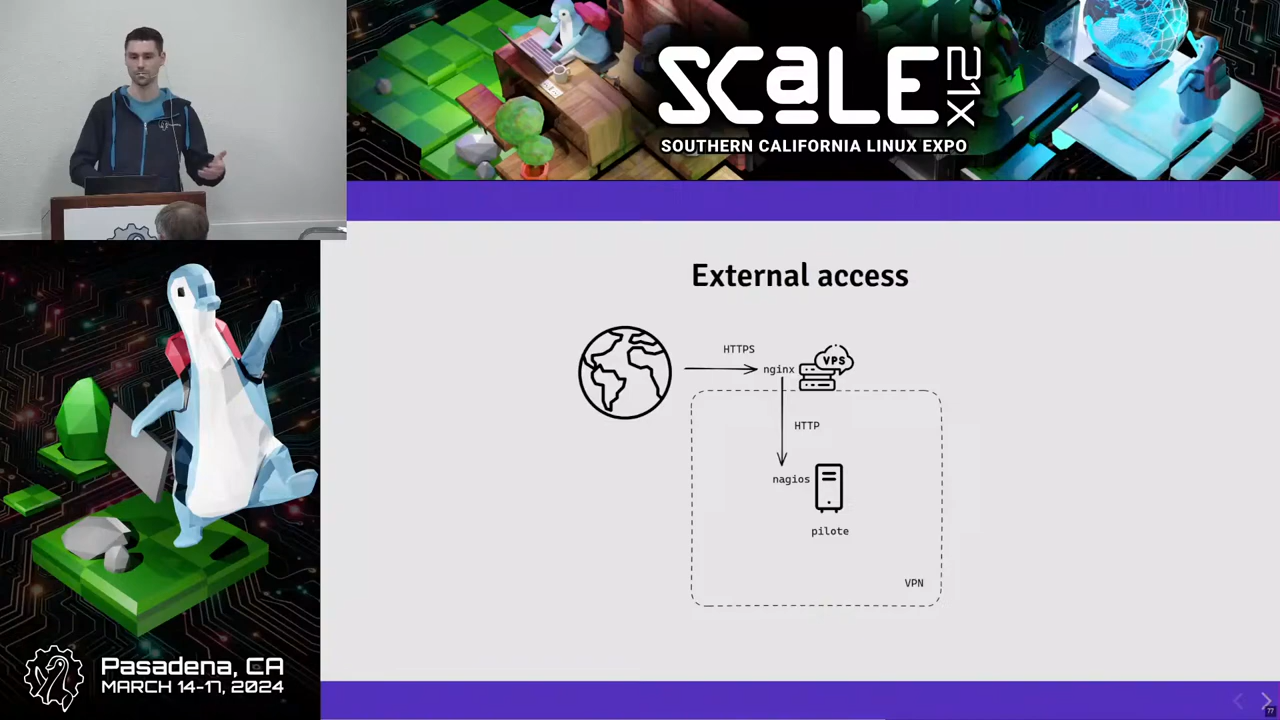 SCaLE 21x
SOUTHERN CALIFORNIA LINUX EXPO
External access
HTTPS
nginx
VPS
HTTP
nagios
pilote
VPN
Pasadena, CA
MARCH 14-17, 2024
77